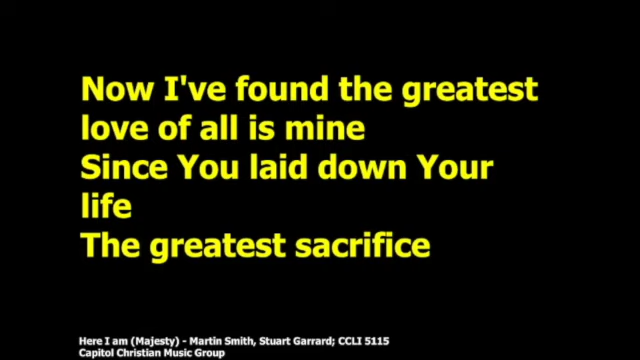 Now I've found the greatest
love of all is mine
Since You laid down Your
life
The greatest sacrifice
Here I am (Majesty) - Martin Smith, Stuart Garrard; CCLI 5115
Capitol Christian Music Group